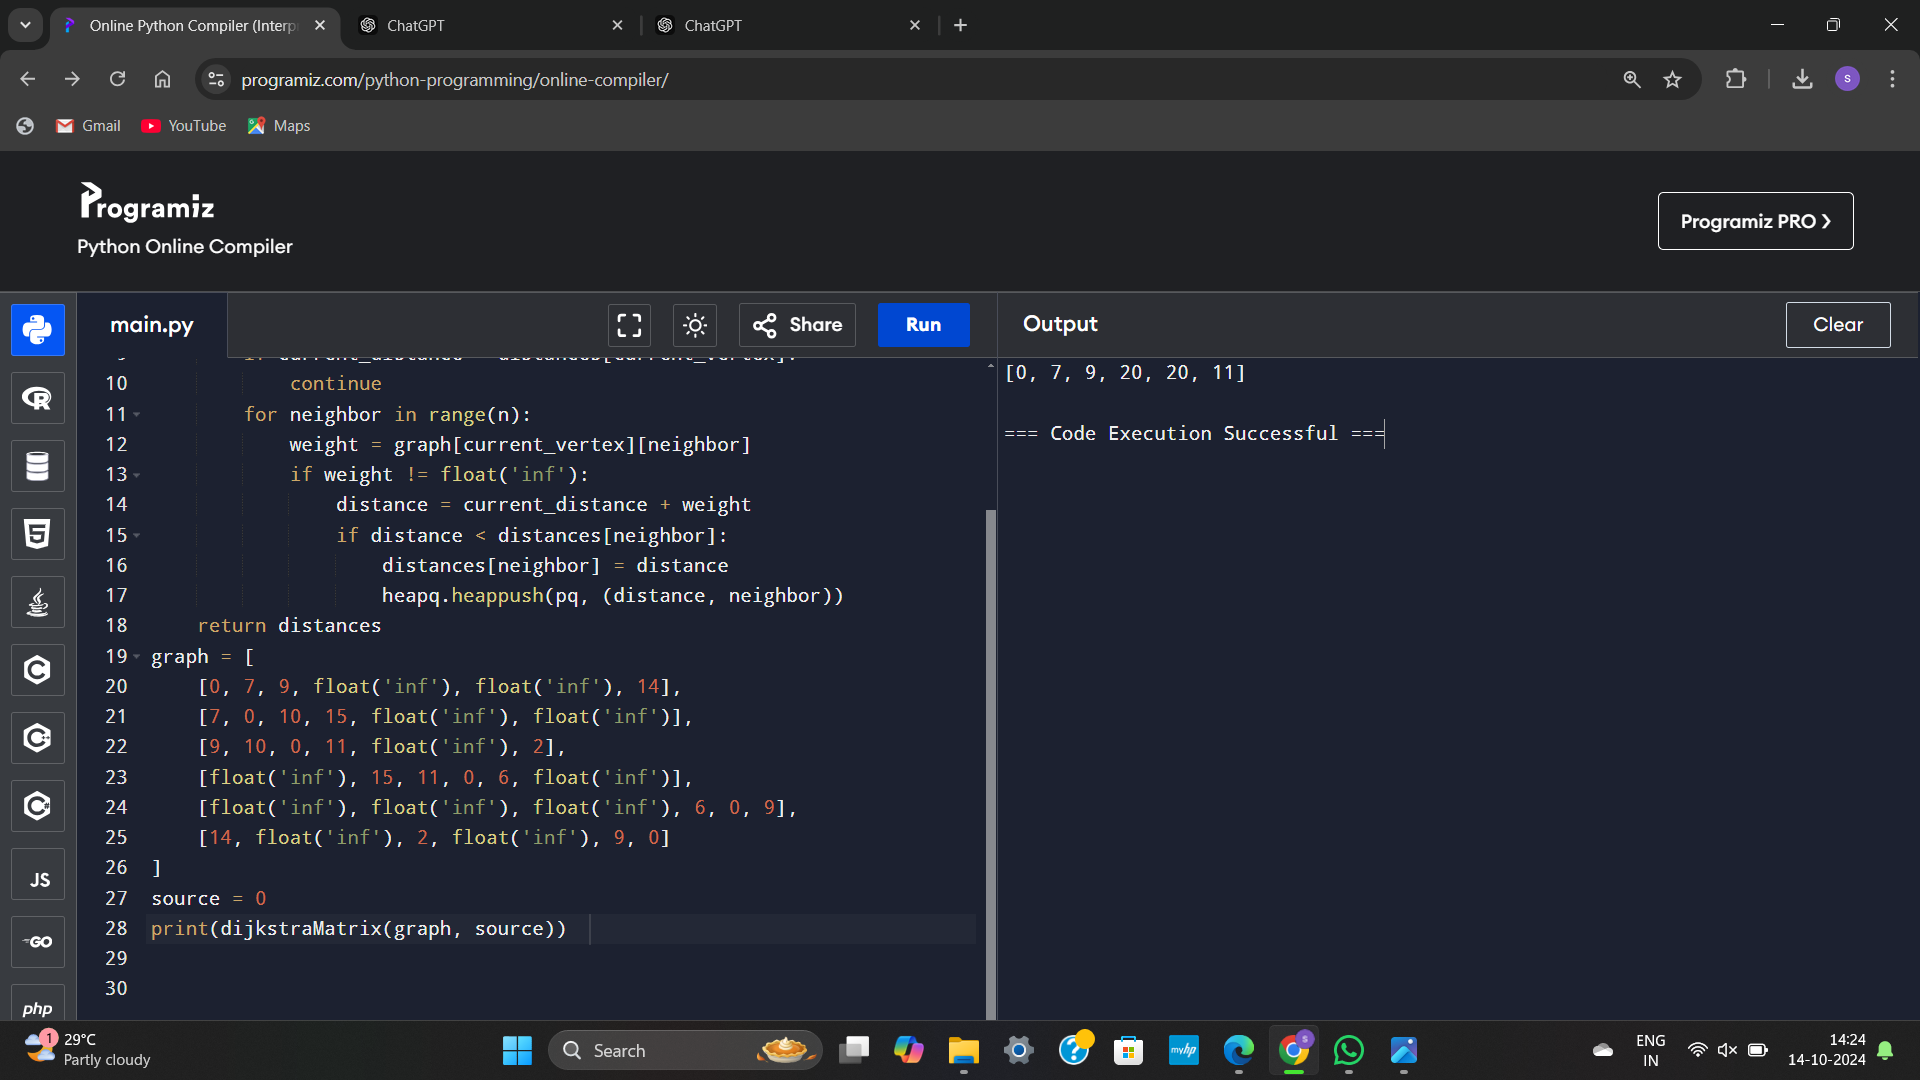 Online Python Compiler (Interp
ChatGPT
ChatGPT
programiz.com/python-programming/online-compiler/
S
Gmail
YouTube
Maps
Programiz
Python Online Compiler
Programiz PRO
main.py
Share
Run
Output
Clear
10 continue
11 for neighbor in range(n):
12 weight = graph[current_vertex][neighbor]
13 if weight != float('inf'):
14 distance = current_distance + weight
15 if distance < distances[neighbor]:
16 distances[neighbor] = distance
17 heapq.heappush(pq, (distance, neighbor))
18 return distances
19 graph = [
20 [0, 7, 9, float('inf'), float('inf'), 14],
21 [7, 0, 10, 15, float('inf'), float('inf')],
22 [9, 10, 0, 11, float('inf'), 2],
23 [float('inf'), 15, 11, 0, 6, float('inf')],
24 [float('inf'), float('inf'), float('inf'), 6, 0, 9],
25 [14, float('inf'), 2, float('inf'), 9, 0]
26 ]
27 source = 0
28 print(dijkstraMatrix(graph, source))
29
30
[0, 7, 9, 20, 20, 11]
=== Code Execution Successful ===
R
5
C
C++
C#
JS
GO
php
1
29°C
Partly cloudy
Search
myhp
S
ENG
IN
14:24
14-10-2024